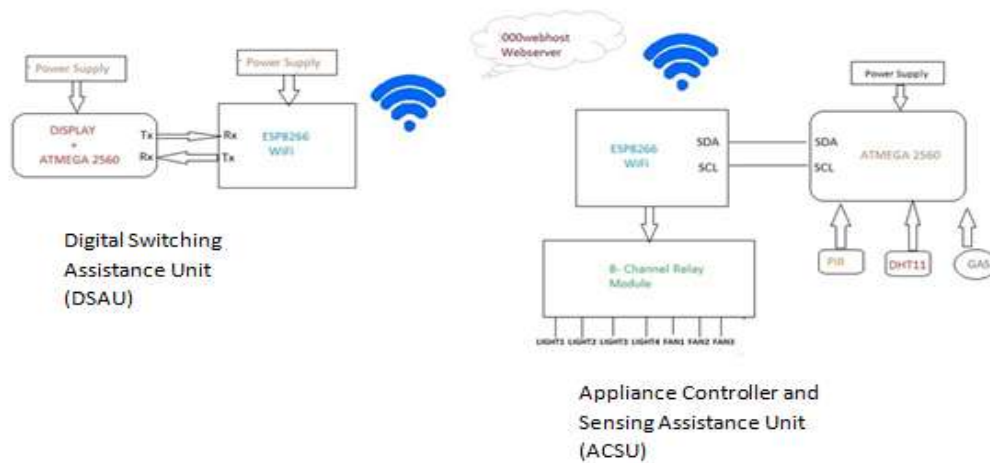 000webhost
Webserver
Power Supply
Power Supply
Power Supply
DISPLAY
+
ATMEGA 2560
Tx
Rx
Rx
Tx
ESP8266
WiFi
ESP8266
WiFi
SDA
SCL
SDA
SCL
ATMEGA 2560
PIR
DHT11
GAS
8- Channel Relay
Module
LIGHT1 LIGHT2 LIGHT3 LIGHT4 FAN1 FAN2 FAN3
Digital Switching
Assistance Unit
(DSAU)
Appliance Controller and
Sensing Assistance Unit
(ACSU)